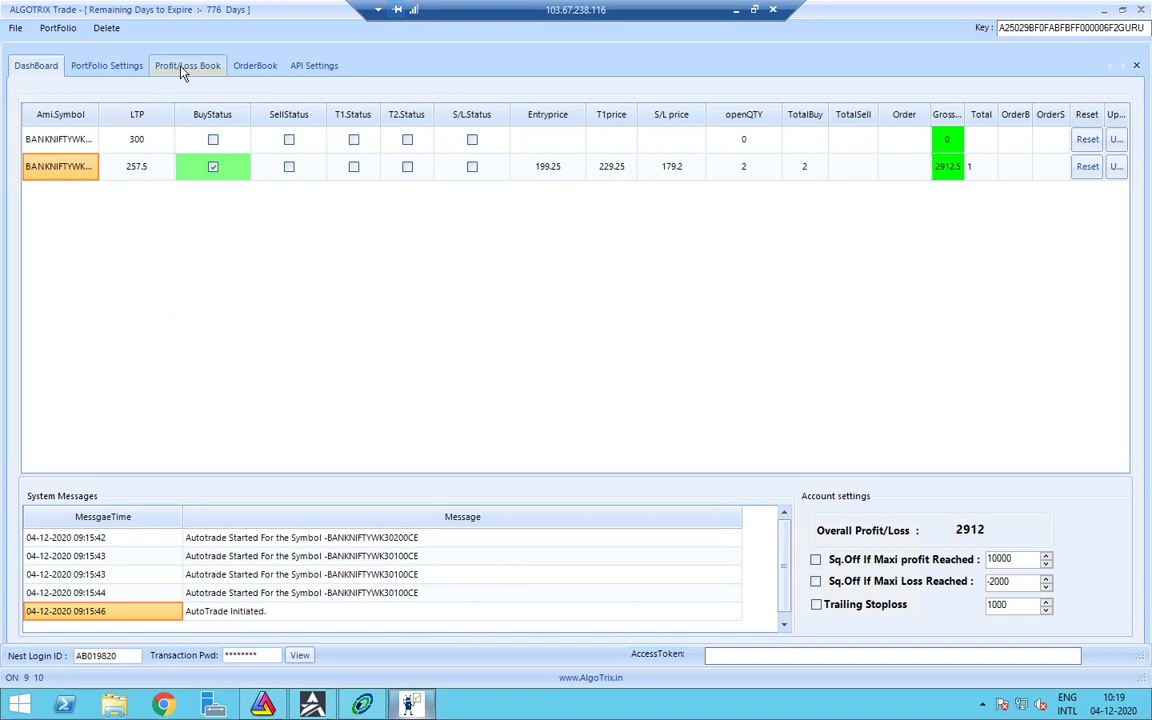 ALGOTRIX Trade - [ Remaining Days to Expire :- 776 Days ]
103.67.238.116
File PortFolio Delete
Key : A25029BF0FABFBFF000006F2GURU
DashBoard PortFolio Settings Profit/Loss Book OrderBook API Settings
Ami.Symbol LTP BuyStatus SellStatus T1.Status T2.Status S/L.Status Entryprice T1price S/L price openQTY TotalBuy TotalSell Order Gross... Total OrderB OrderS Reset Up...
BANKNIFTYWK... 300 0 0 Reset U...
BANKNIFTYWK... 257.5 199.25 229.25 179.2 2 2 2912.5 1 Reset U...
System Messages
MessgaeTime Message
04-12-2020 09:15:42 Autotrade Started For the Symbol -BANKNIFTYWK30200CE
04-12-2020 09:15:43 Autotrade Started For the Symbol -BANKNIFTYWK30100CE
04-12-2020 09:15:43 Autotrade Started For the Symbol -BANKNIFTYWK30100CE
04-12-2020 09:15:44 Autotrade Started For the Symbol -BANKNIFTYWK30100CE
04-12-2020 09:15:46 AutoTrade Initiated.
Account settings
Overall Profit/Loss : 2912
Sq.Off If Maxi profit Reached : 10000
Sq.Off If Maxi Loss Reached : -2000
Trailing Stoploss 1000
Nest Login ID : AB019820 Transaction Pwd: ******** View AccessToken:
ON 9 10 www.AlgoTrix.in
ENG 10:19
INTL 04-12-2020